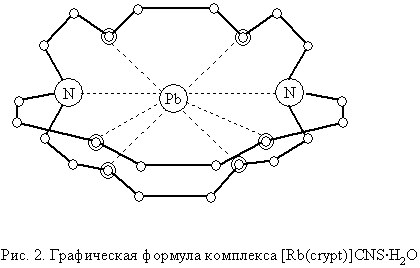 N Pb N
Рис. 2. Графическая формула комплекса [Rb(crypt)]CNS·H₂O